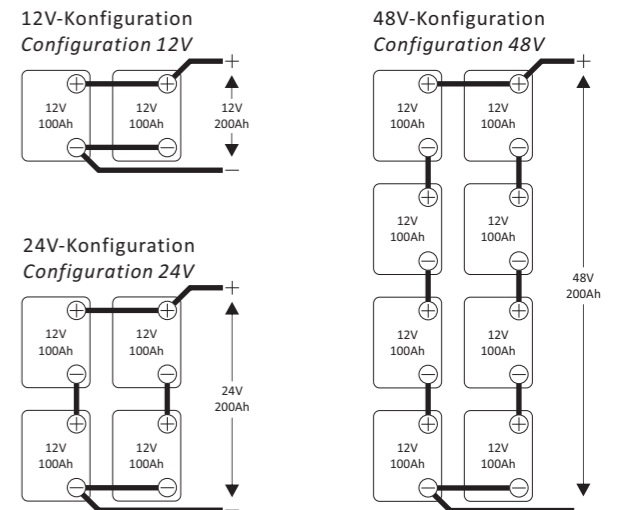 12V-Konfiguration
Configuration 12V
+
+ +
12V 12V 12V
100Ah 100Ah 200Ah
− −
−
24V-Konfiguration
Configuration 24V
+
+ +
12V 12V
100Ah 100Ah
− −
24V
200Ah
+ +
12V 12V
100Ah 100Ah
− −
48V-Konfiguration
Configuration 48V
+
+ +
12V 12V
100Ah 100Ah
− −
+ +
12V 12V
100Ah 100Ah
− −
48V
200Ah
+ +
12V 12V
100Ah 100Ah
− −
+ +
12V 12V
100Ah 100Ah
− −